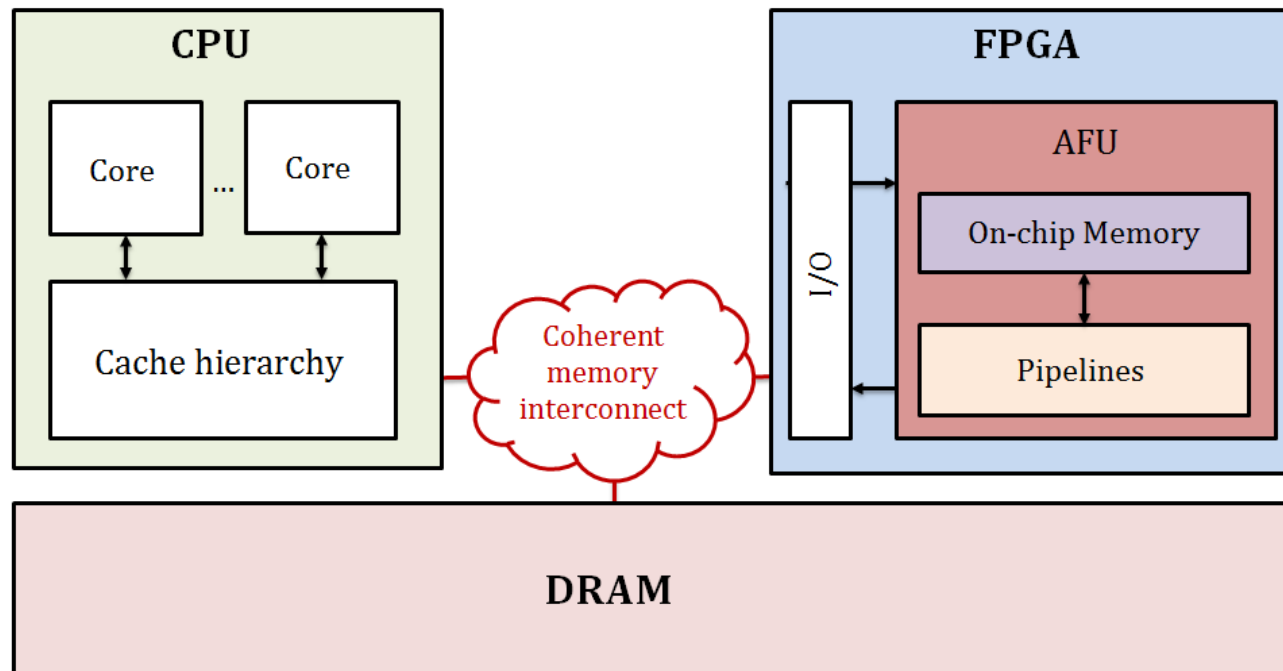 CPU
Core
...
Core
Cache hierarchy
Coherent
memory
interconnect
FPGA
I/O
AFU
On-chip Memory
Pipelines
DRAM